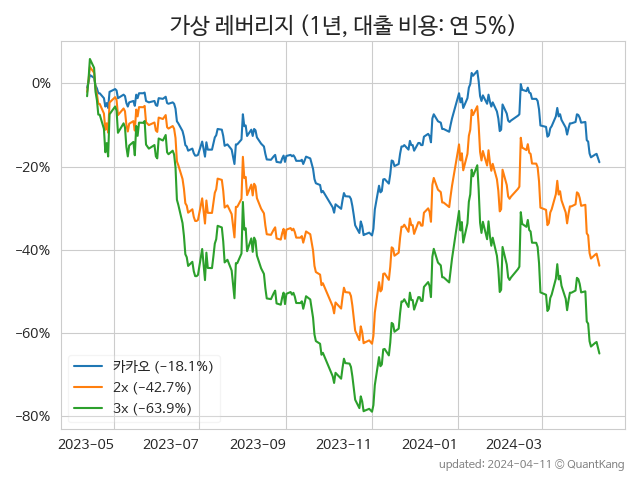 가상 레버리지 (1년, 대출 비용: 연 5%)
0%
−20%
−40%
−60%
−80%
카카오 (−18.1%)
2x (−42.7%)
3x (−63.9%)
2023-05 2023-07 2023-09 2023-11 2024-01 2024-03
updated: 2024-04-11 © QuantKang